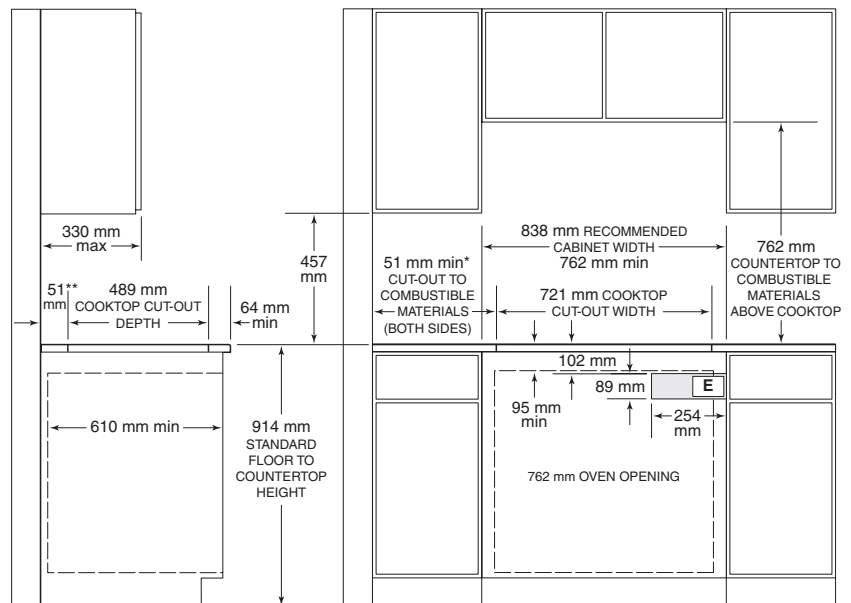 330 mm
max
51**
mm
489 mm
COOKTOP CUT-OUT
DEPTH
64 mm
min
457
mm
610 mm min
914 mm
STANDARD
FLOOR TO
COUNTERTOP
HEIGHT
51 mm min*
CUT-OUT TO
COMBUSTIBLE
MATERIALS
(BOTH SIDES)
838 mm RECOMMENDED
CABINET WIDTH
762 mm min
721 mm COOKTOP
CUT-OUT WIDTH
762 mm
COUNTERTOP TO
COMBUSTIBLE
MATERIALS
ABOVE COOKTOP
102 mm
89 mm
E
95 mm
min
254
mm
762 mm OVEN OPENING